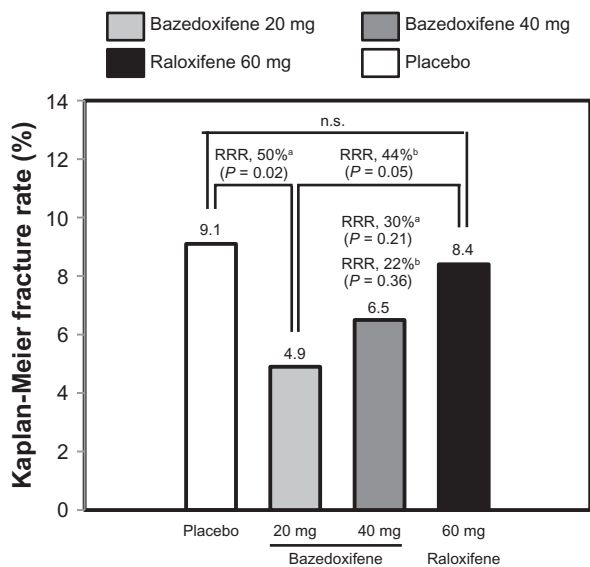 Bazedoxifene 20 mg
Bazedoxifene 40 mg
Raloxifene 60 mg
Placebo
Kaplan-Meier fracture rate (%)
14
12
10
8
6
4
2
0
n.s.
RRR, 50%ᵃ
(P = 0.02)
RRR, 44%ᵇ
(P = 0.05)
RRR, 30%ᵃ
(P = 0.21)
RRR, 22%ᵇ
(P = 0.36)
9.1
4.9
6.5
8.4
Placebo
20 mg
40 mg
60 mg
Bazedoxifene
Raloxifene